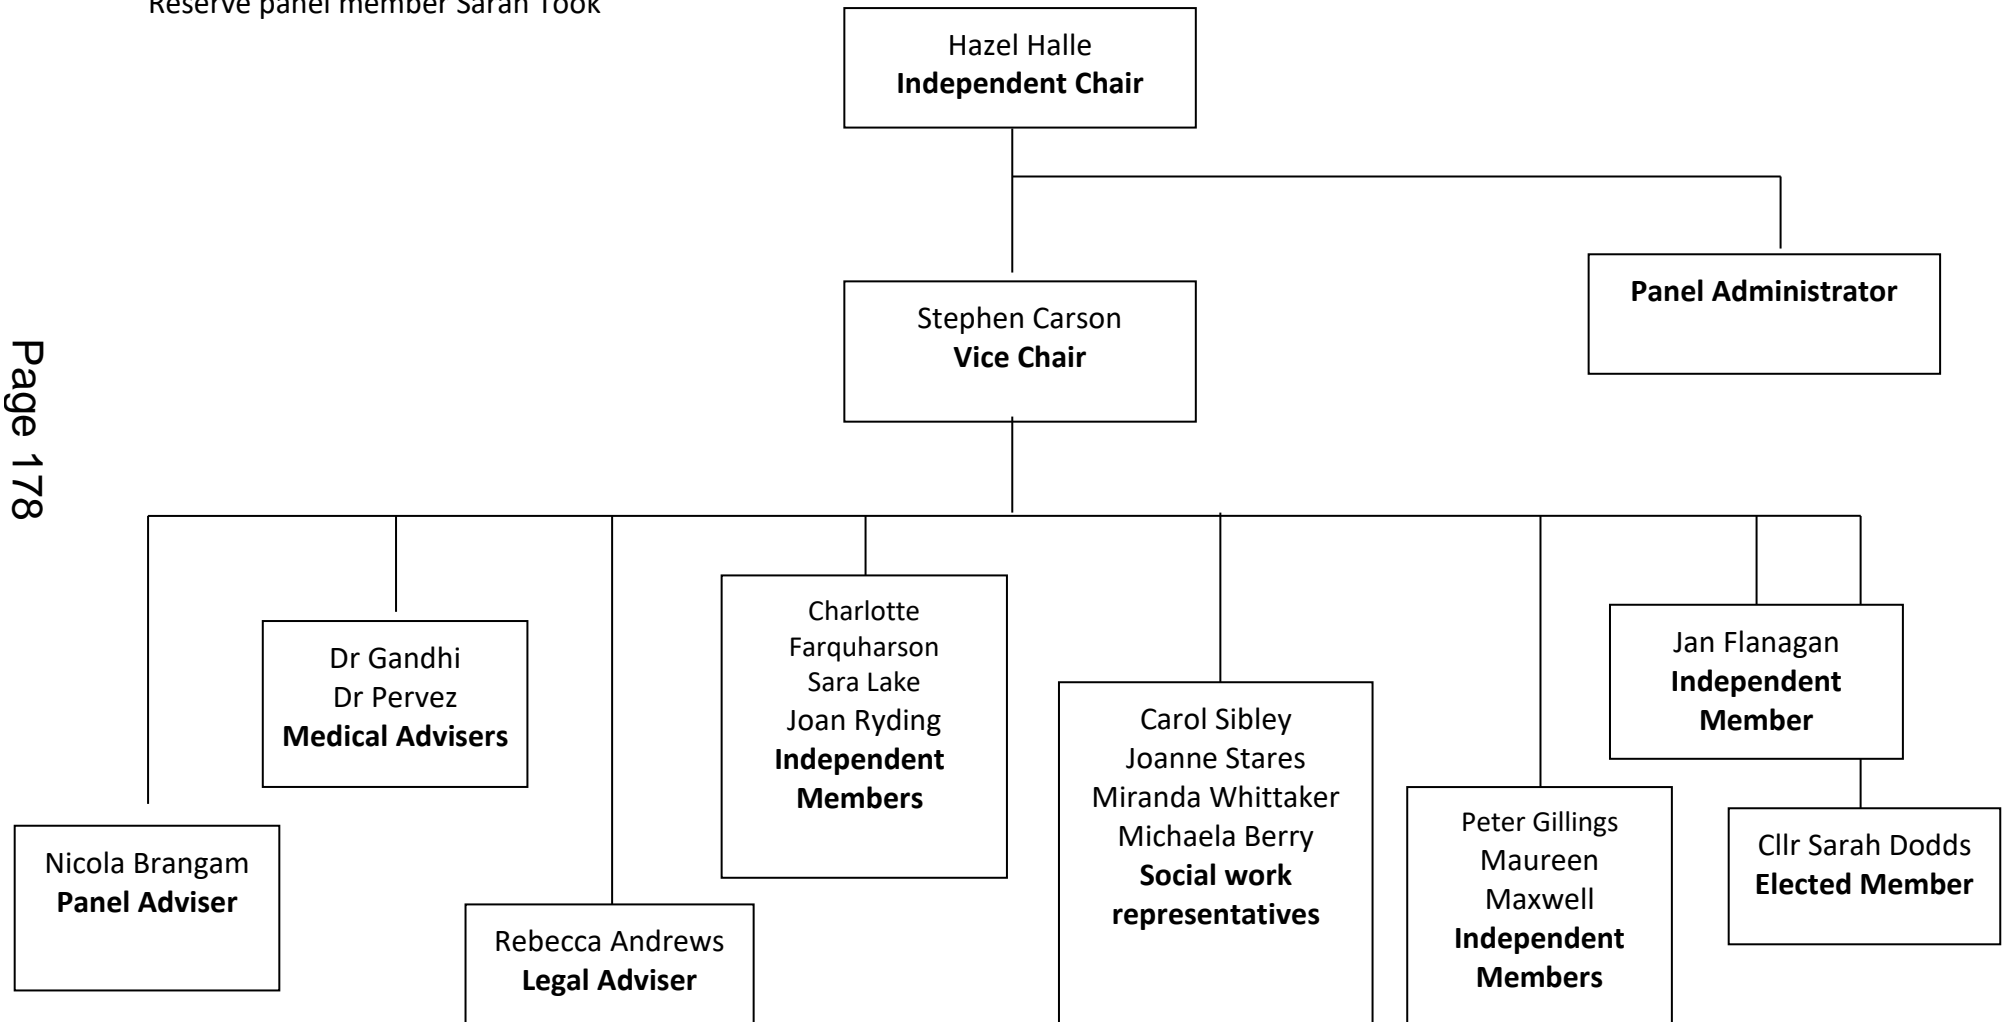 Reserve panel member Sarah Took
Hazel Halle
Independent Chair
Panel Administrator
Stephen Carson
Vice Chair
Page 178
Nicola Brangam
Panel Adviser
Dr Gandhi
Dr Pervez
Medical Advisers
Rebecca Andrews
Legal Adviser
Charlotte
Farquharson
Sara Lake
Joan Ryding
Independent
Members
Carol Sibley
Joanne Stares
Miranda Whittaker
Michaela Berry
Social work
representatives
Peter Gillings
Maureen
Maxwell
Independent
Members
Jan Flanagan
Independent
Member
Cllr Sarah Dodds
Elected Member